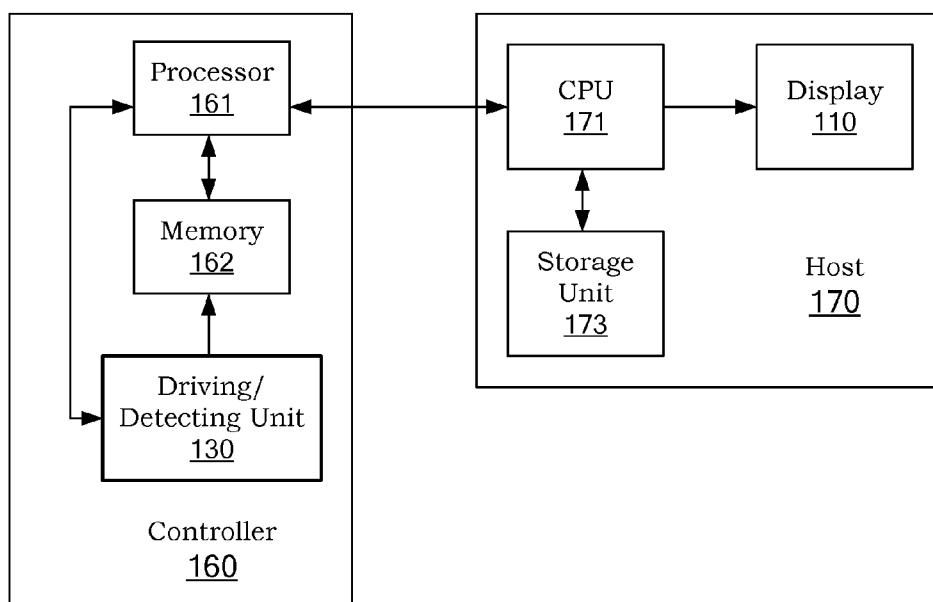 Processor
161
Memory
162
Driving/
Detecting Unit
130
Controller
160
CPU
171
Display
110
Storage
Unit
173
Host
170